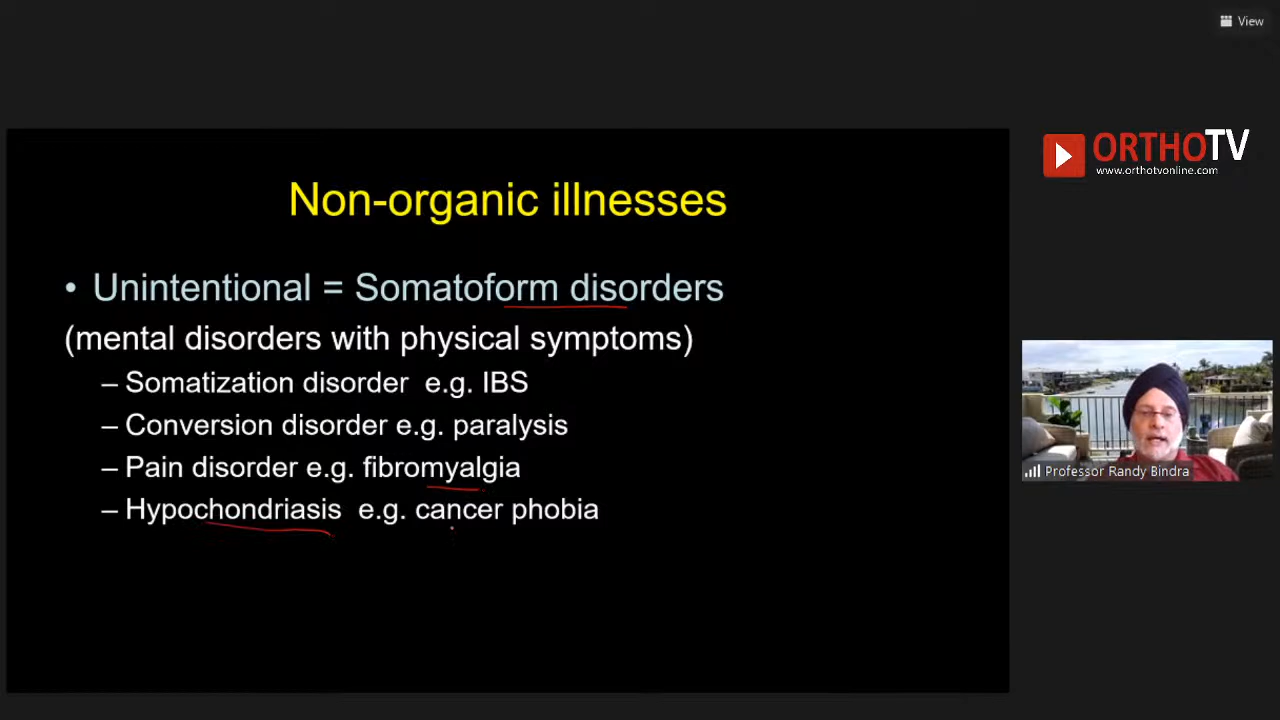 View
ORTHOTV
www.orthotvonline.com
Non-organic illnesses
• Unintentional = Somatoform disorders
(mental disorders with physical symptoms)
– Somatization disorder e.g. IBS
– Conversion disorder e.g. paralysis
– Pain disorder e.g. fibromyalgia
– Hypochondriasis e.g. cancer phobia
Professor Randy Bindra